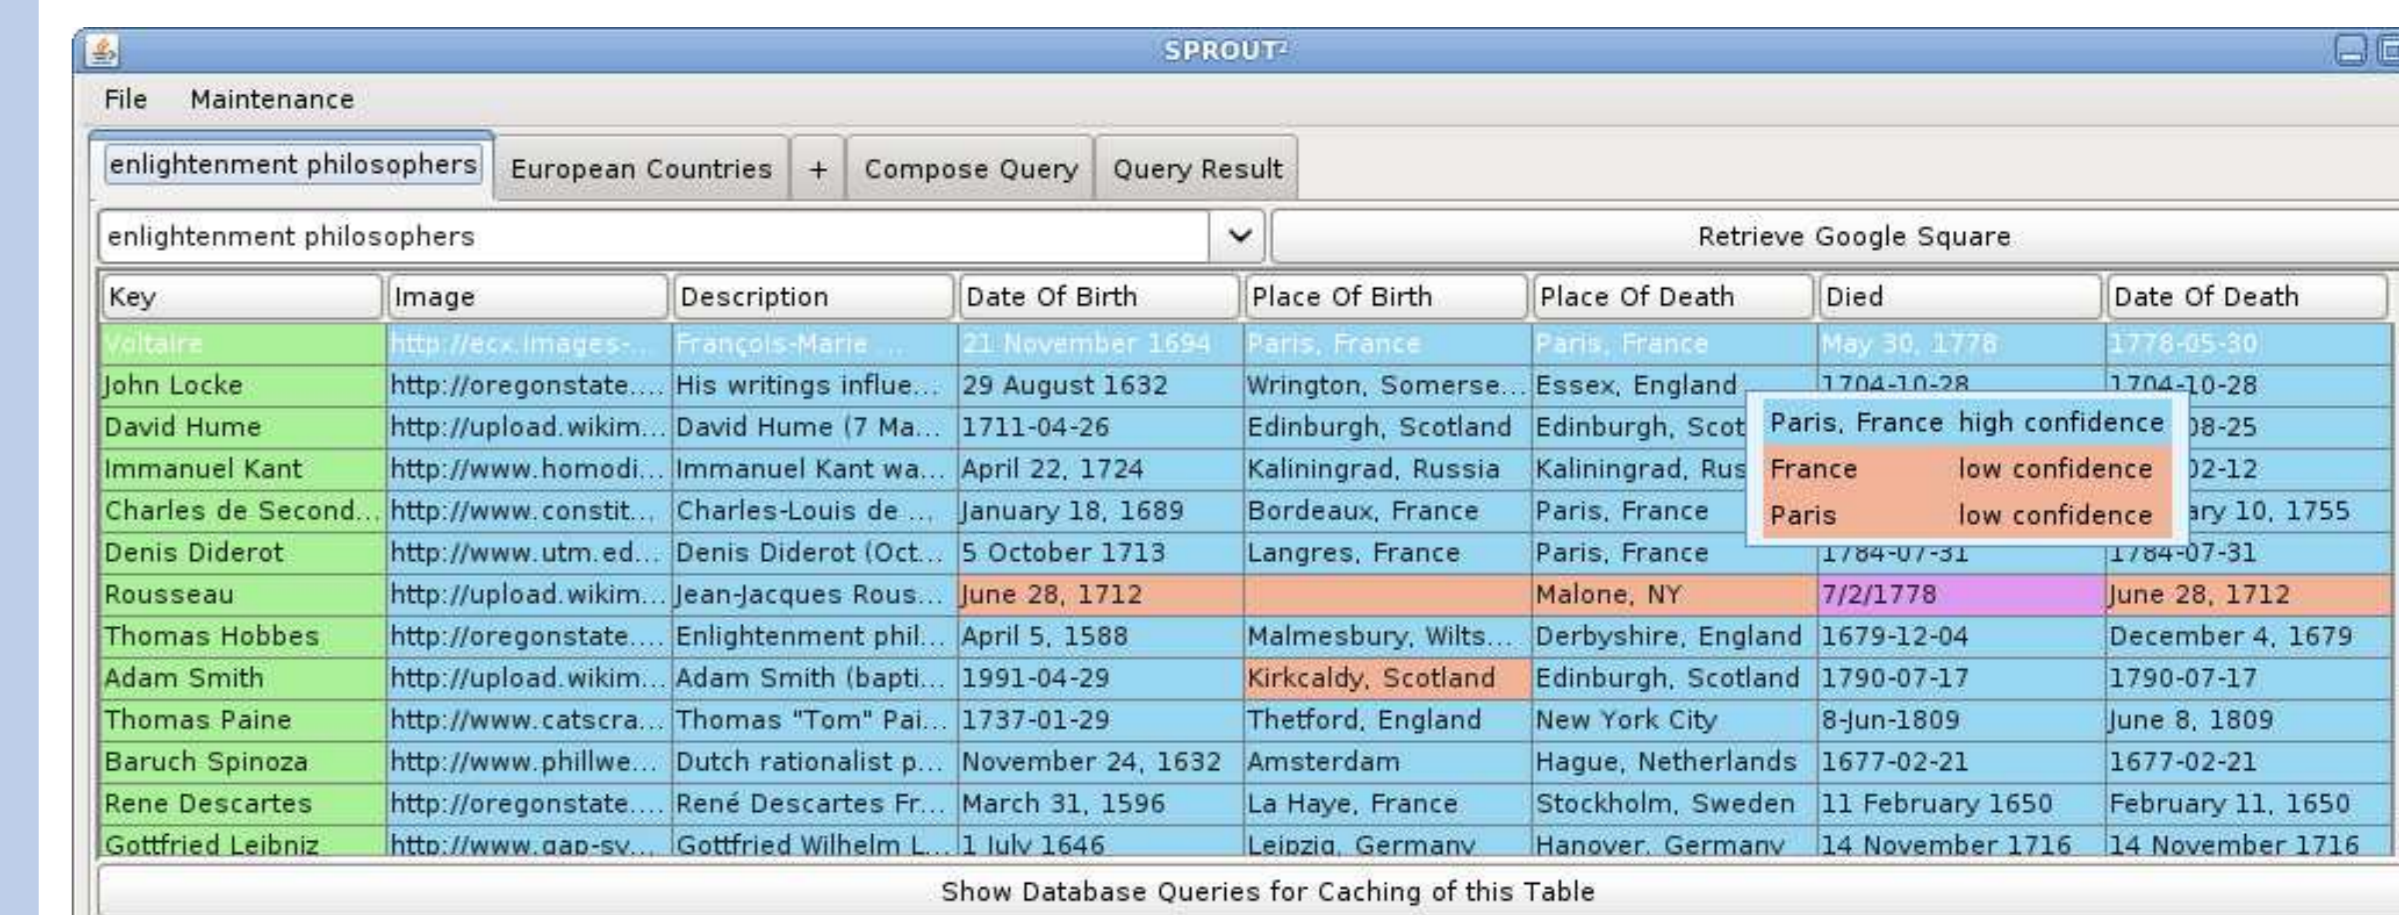 SPROUT²
File Maintenance
enlightenment philosophers European Countries + Compose Query Query Result
enlightenment philosophers Retrieve Google Square
Key Image Description Date Of Birth Place Of Birth Place Of Death Died Date Of Death
Voltaire http://ecx.images-... François-Marie ... 21 November 1694 Paris, France Paris, France May 30, 1778 1778-05-30
John Locke http://oregonstate.... His writings influe... 29 August 1632 Wrington, Somerse... Essex, England 1704-10-28 1704-10-28
David Hume http://upload.wikim... David Hume (7 Ma... 1711-04-26 Edinburgh, Scotland Edinburgh, Scot Paris, France high confidence 08-25
Immanuel Kant http://www.homodi... Immanuel Kant wa... April 22, 1724 Kaliningrad, Russia Kaliningrad, Rus France low confidence 02-12
Charles de Second... http://www.constit... Charles-Louis de ... January 18, 1689 Bordeaux, France Paris, France Paris low confidence ary 10, 1755
Denis Diderot http://www.utm.ed... Denis Diderot (Oct... 5 October 1713 Langres, France Paris, France 1784-07-31 1784-07-31
Rousseau http://upload.wikim... Jean-Jacques Rous... June 28, 1712 Malone, NY 7/2/1778 June 28, 1712
Thomas Hobbes http://oregonstate.... Enlightenment phil... April 5, 1588 Malmesbury, Wilts... Derbyshire, England 1679-12-04 December 4, 1679
Adam Smith http://upload.wikim... Adam Smith (bapti... 1991-04-29 Kirkcaldy, Scotland Edinburgh, Scotland 1790-07-17 1790-07-17
Thomas Paine http://www.catscra... Thomas "Tom" Pai... 1737-01-29 Thetford, England New York City 8-Jun-1809 June 8, 1809
Baruch Spinoza http://www.phillwe... Dutch rationalist p... November 24, 1632 Amsterdam Hague, Netherlands 1677-02-21 1677-02-21
Rene Descartes http://oregonstate.... René Descartes Fr... March 31, 1596 La Haye, France Stockholm, Sweden 11 February 1650 February 11, 1650
Gottfried Leibniz http://www.gap-sy... Gottfried Wilhelm L... 1 July 1646 Leipzig, Germany Hanover, Germany 14 November 1716 14 November 1716
Show Database Queries for Caching of this Table